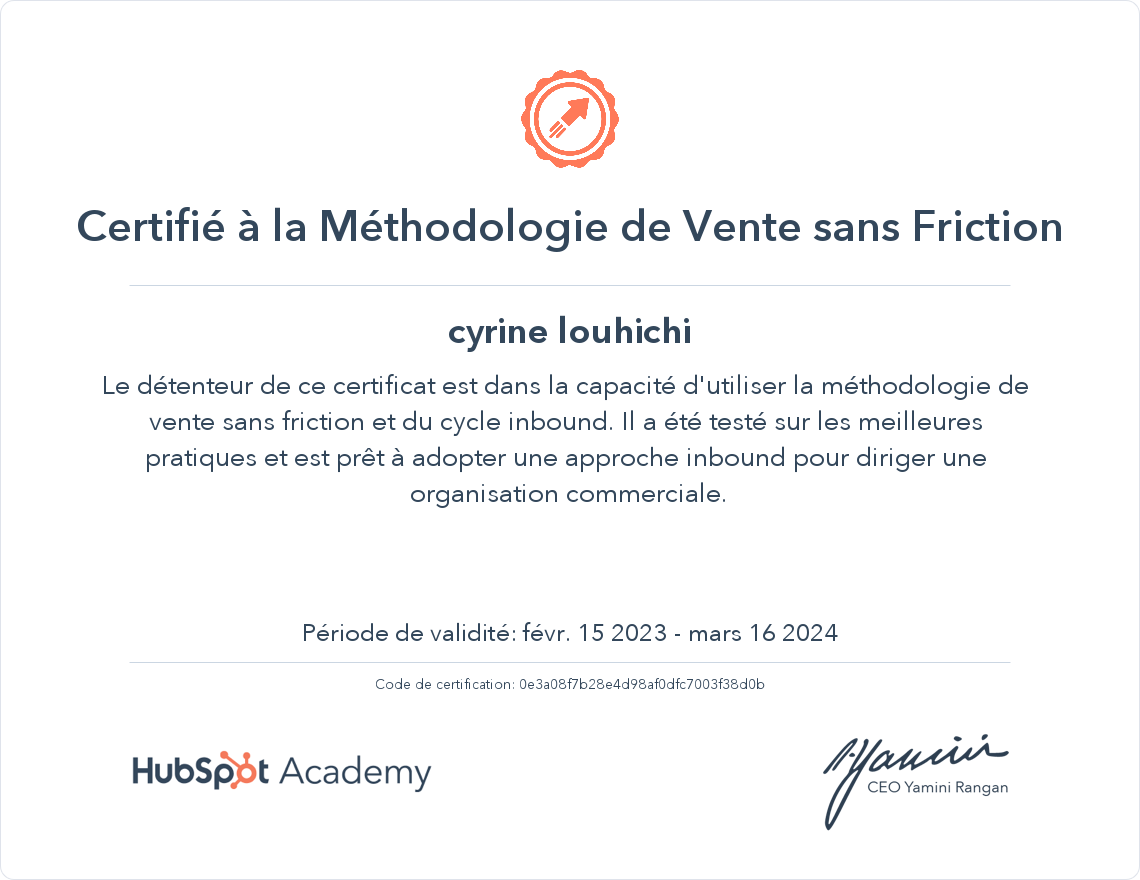 Certifié à la Méthodologie de Vente sans Friction
cyrine louhichi
Le détenteur de ce certificat est dans la capacité d'utiliser la méthodologie de
vente sans friction et du cycle inbound. Il a été testé sur les meilleures
pratiques et est prêt à adopter une approche inbound pour diriger une
organisation commerciale.
Période de validité: févr. 15 2023 - mars 16 2024
Code de certification: 0e3a08f7b28e4d98af0dfc7003f38d0b
HubSpot Academy
Yamini
CEO Yamini Rangan